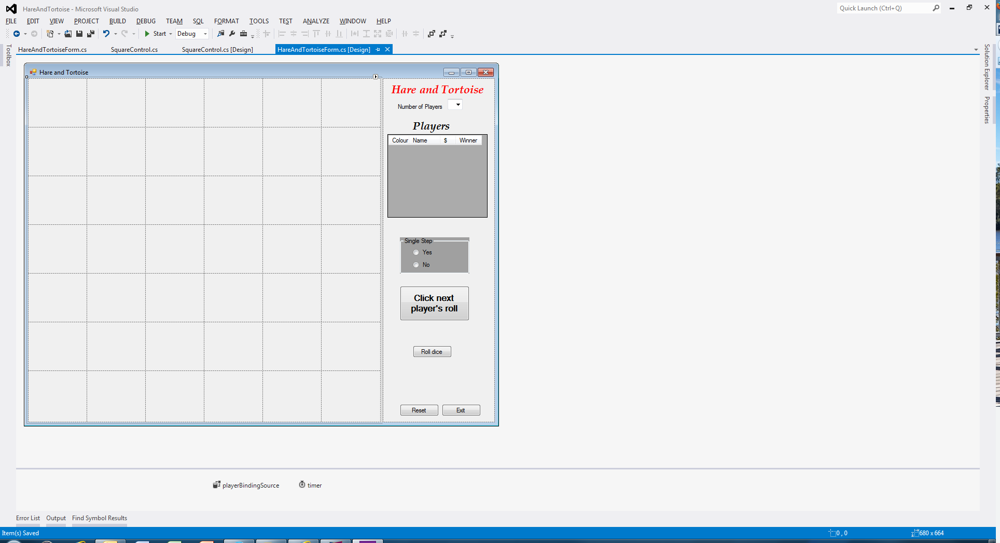 HareAndTortoise - Microsoft Visual Studio
Quick Launch (Ctrl+Q)
FILE EDIT VIEW PROJECT BUILD DEBUG TEAM SQL FORMAT TOOLS TEST ANALYZE WINDOW HELP
Start Debug
Toolbox
HareAndTortoiseForm.cs SquareControl.cs SquareControl.cs [Design] HareAndTortoiseForm.cs [Design]
Solution Explorer
Properties
Hare and Tortoise
Hare and Tortoise
Number of Players
Players
Colour Name $ Winner
Single Step
Yes
No
Click next
player's roll
Roll dice
Reset Exit
playerBindingSource timer
Error List Output Find Symbol Results
Item(s) Saved 0 , 0 680 x 664